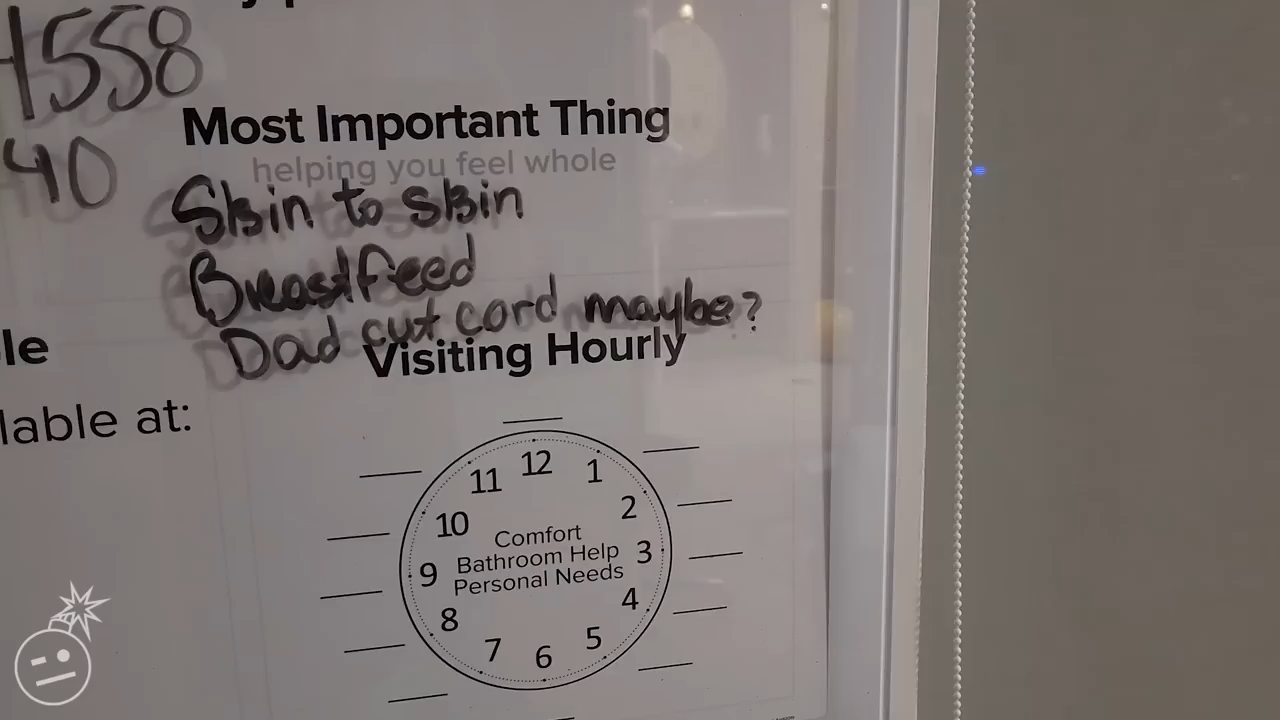 4558
40
Most Important Thing
helping you feel whole
Skin to skin
Breastfeed
Dad cut cord maybe?
Visiting Hourly
le
lable at:
12
11
1
10
2
Comfort
9
Bathroom Help
3
Personal Needs
8
4
7
6
5